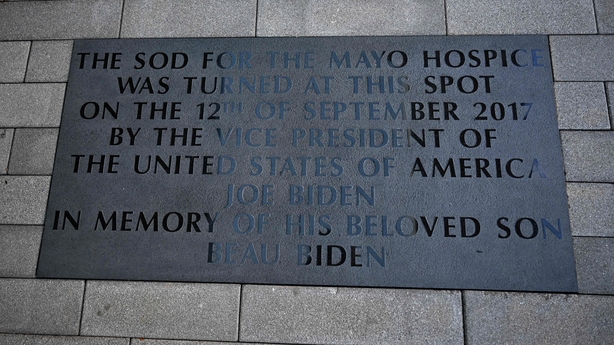 THE SOD FOR THE MAYO HOSPICE
WAS TURNED AT THIS SPOT
ON THE 12TH OF SEPTEMBER 2017
BY THE VICE PRESIDENT OF
THE UNITED STATES OF AMERICA
JOE BIDEN
IN MEMORY OF HIS BELOVED SON
BEAU BIDEN